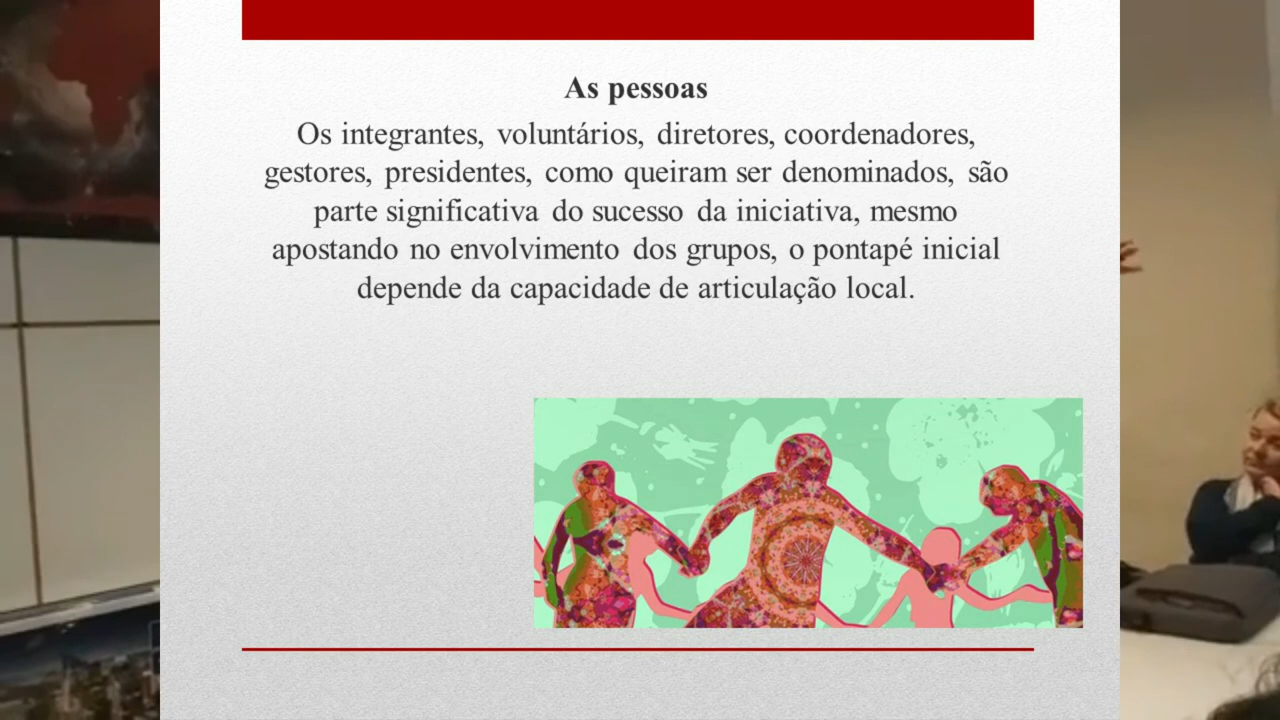 As pessoas
Os integrantes, voluntários, diretores, coordenadores,
gestores, presidentes, como queiram ser denominados, são
parte significativa do sucesso da iniciativa, mesmo
apostando no envolvimento dos grupos, o pontapé inicial
depende da capacidade de articulação local.